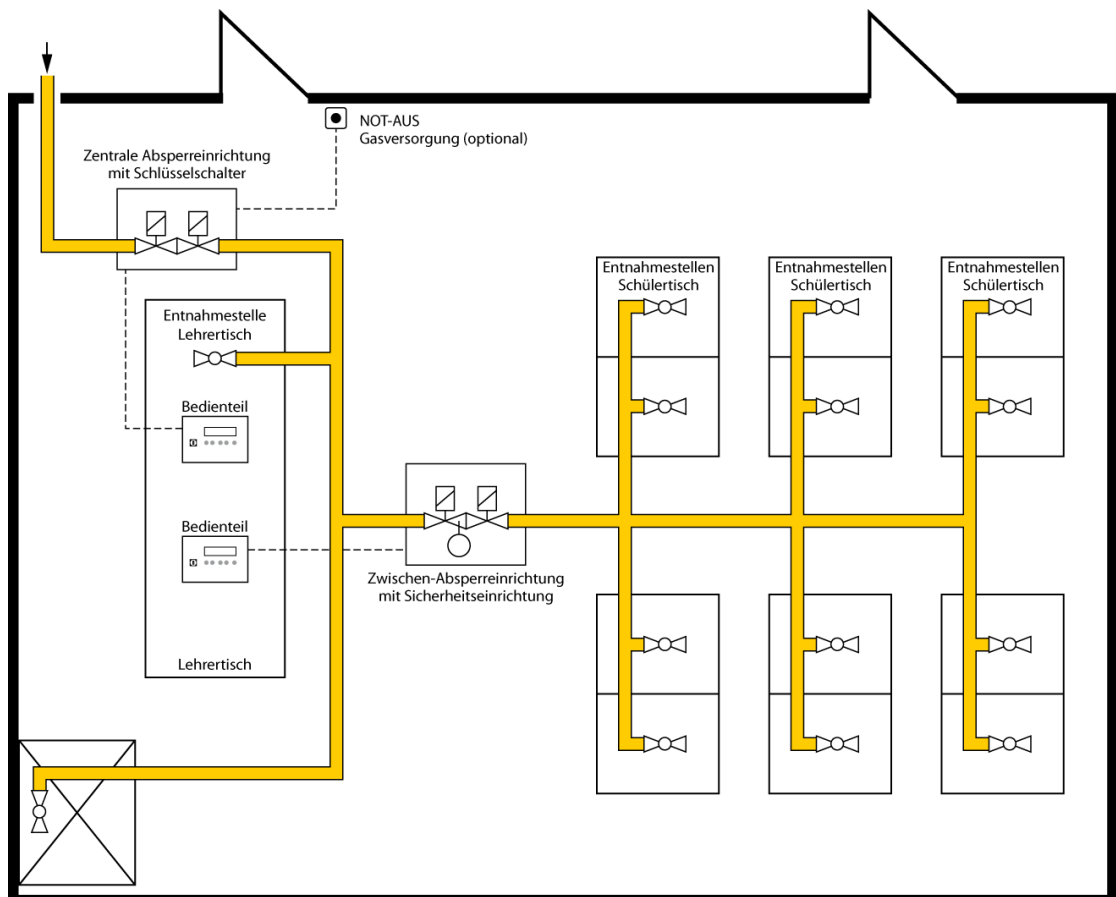 NOT-AUS
Gasversorgung (optional)
Zentrale Absperreinrichtung
mit Schlüsselschalter
Entnahmestelle
Lehrertisch
Bedienteil
Bedienteil
Lehrertisch
Zwischen-Absperreinrichtung
mit Sicherheitseinrichtung
Entnahmestellen
Schülertisch
Entnahmestellen
Schülertisch
Entnahmestellen
Schülertisch